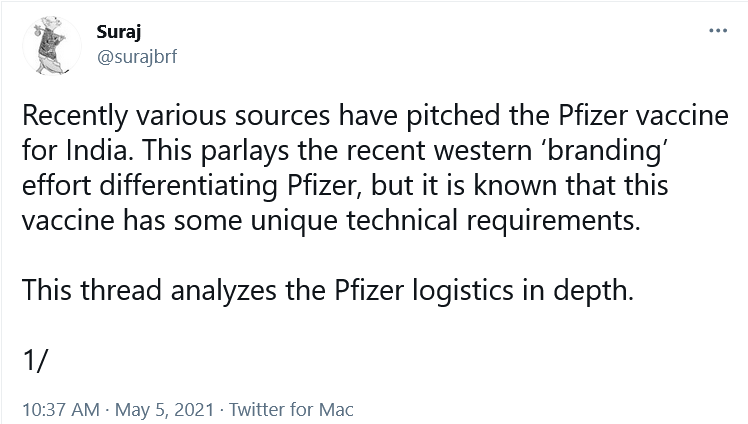 Suraj
@surajbrf
Recently various sources have pitched the Pfizer vaccine
for India. This parlays the recent western ‘branding’
effort differentiating Pfizer, but it is known that this
vaccine has some unique technical requirements.
This thread analyzes the Pfizer logistics in depth.
1/
10:37 AM · May 5, 2021 · Twitter for Mac